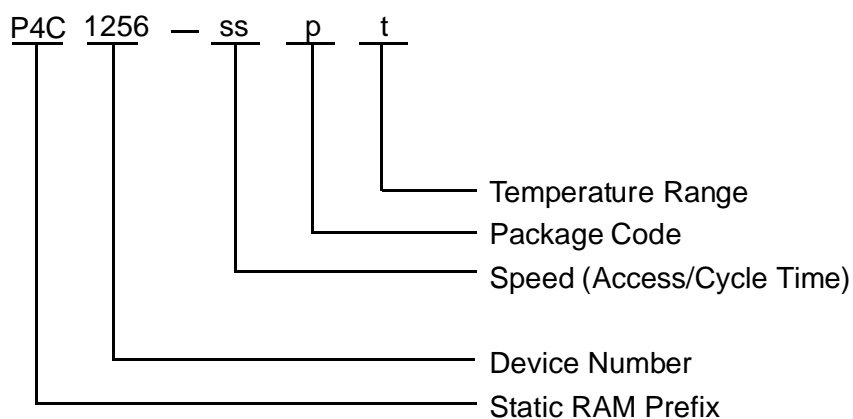 P4C 1256 — ss p t
Temperature Range
Package Code
Speed (Access/Cycle Time)
Device Number
Static RAM Prefix